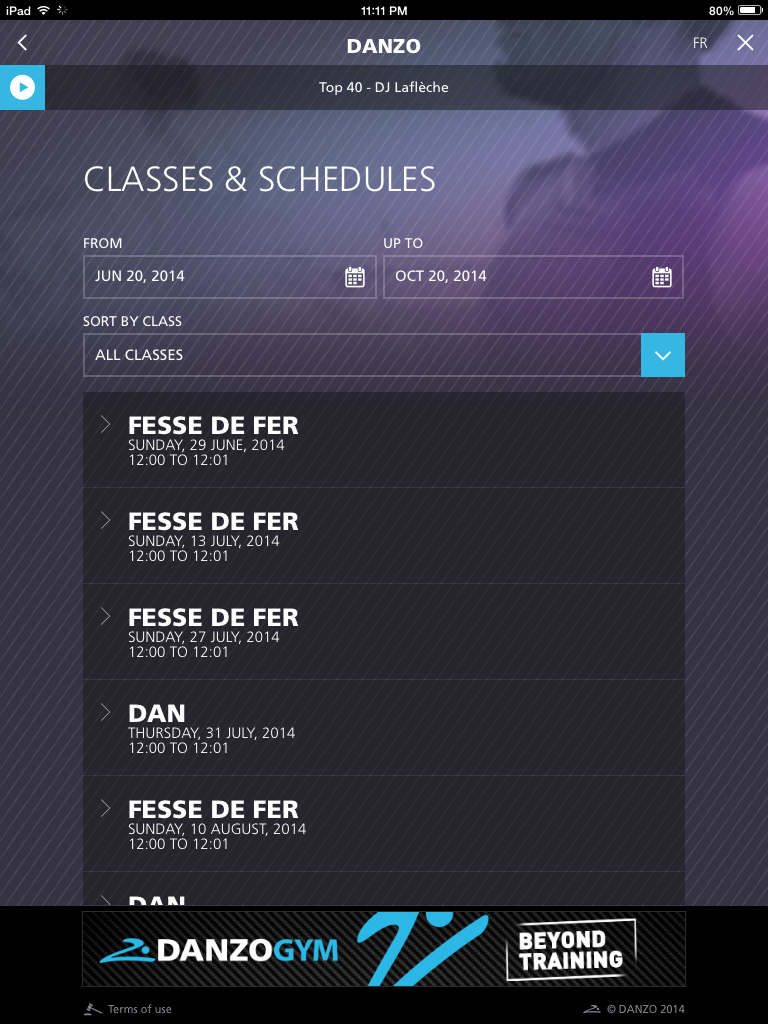 iPad 11:11 PM 80%
DANZO FR
Top 40 - DJ Laflèche
CLASSES & SCHEDULES
FROM UP TO
JUN 20, 2014 OCT 20, 2014
SORT BY CLASS
ALL CLASSES
FESSE DE FER
SUNDAY, 29 JUNE, 2014
12:00 TO 12:01
FESSE DE FER
SUNDAY, 13 JULY, 2014
12:00 TO 12:01
FESSE DE FER
SUNDAY, 27 JULY, 2014
12:00 TO 12:01
DAN
THURSDAY, 31 JULY, 2014
12:00 TO 12:01
FESSE DE FER
SUNDAY, 10 AUGUST, 2014
12:00 TO 12:01
DAN
DANZOGYM
BEYOND
TRAINING
Terms of use © DANZO 2014